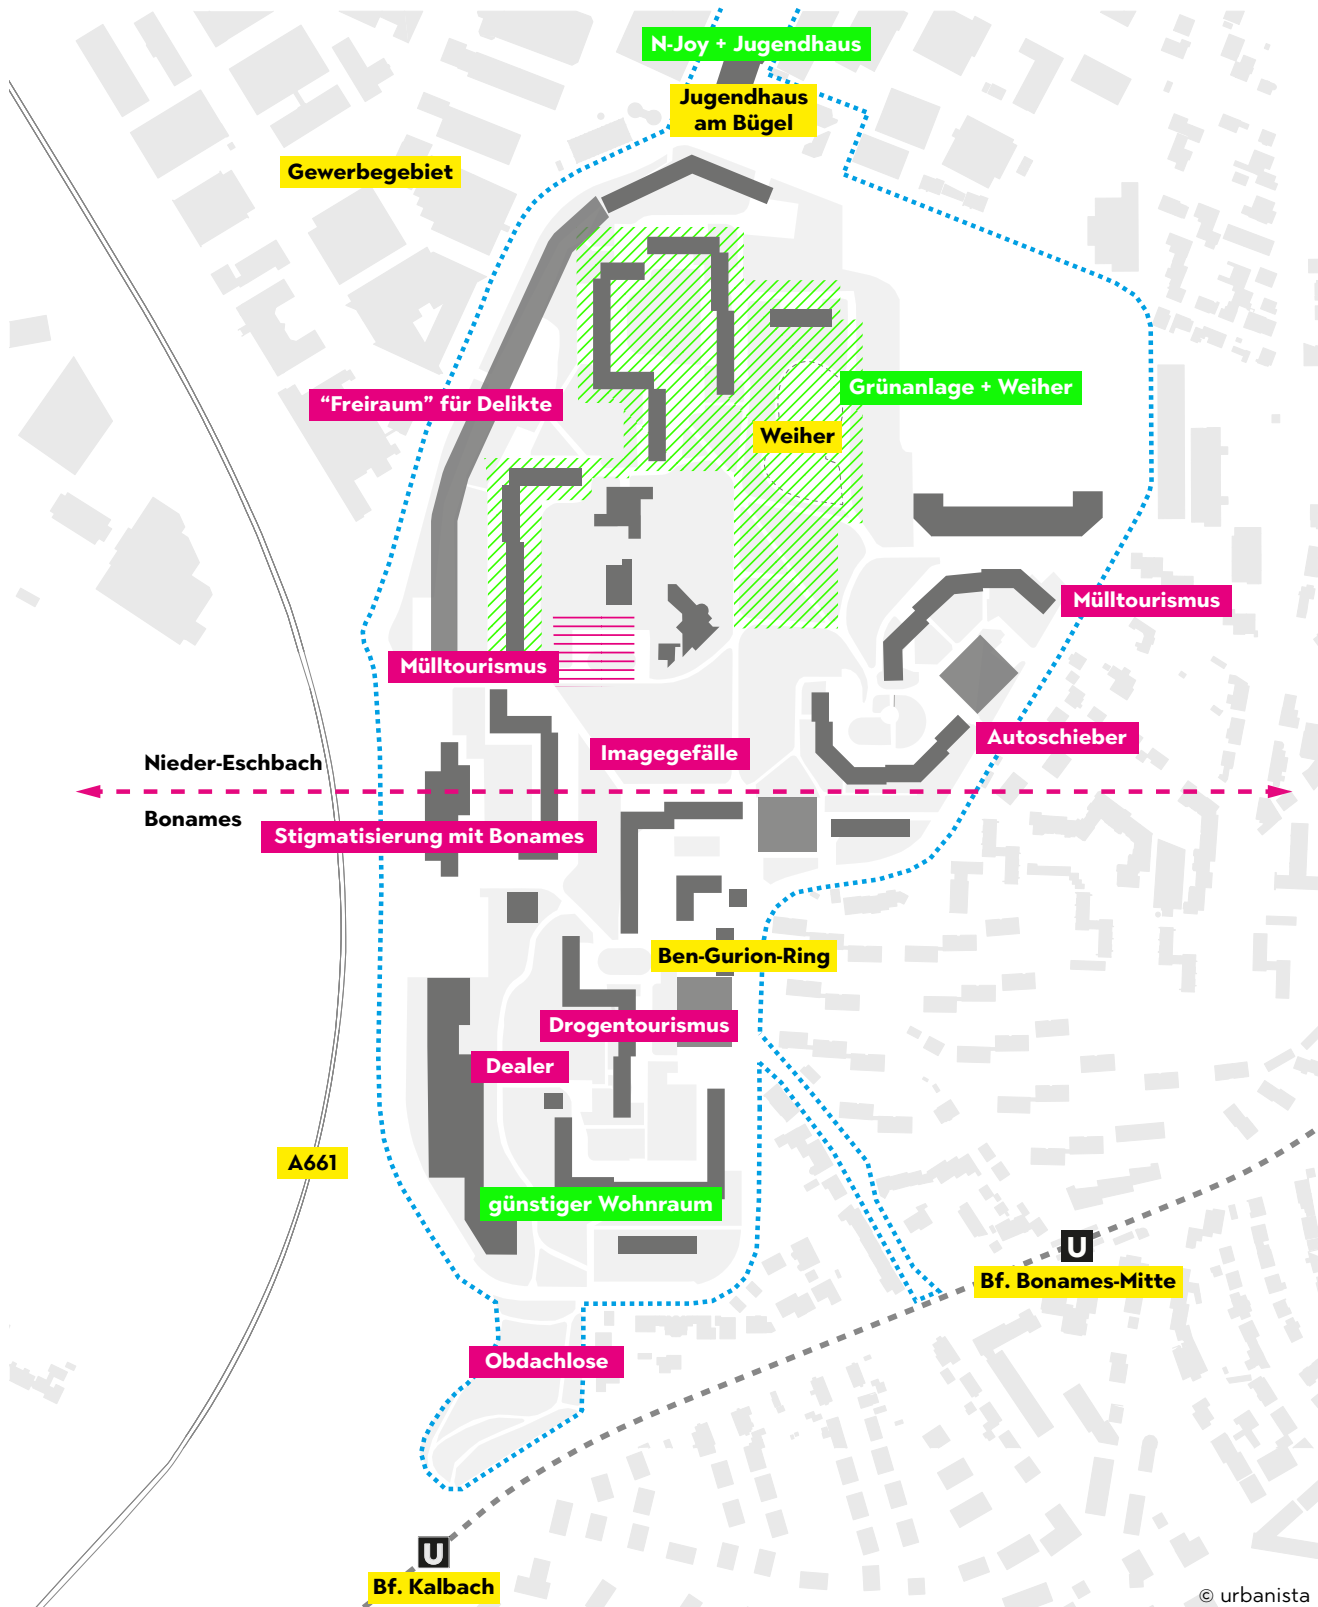 N-Joy + Jugendhaus
Jugendhaus
am Bügel
Gewerbegebiet
Grünanlage + Weiher
“Freiraum” für Delikte
Weiher
Mülltourismus
Mülltourismus
Autoschieber
Imagegefälle
Nieder-Eschbach
Bonames
Stigmatisierung mit Bonames
Ben-Gurion-Ring
Drogentourismus
Dealer
A661
günstiger Wohnraum
U
Bf. Bonames-Mitte
Obdachlose
U
Bf. Kalbach
© urbanista